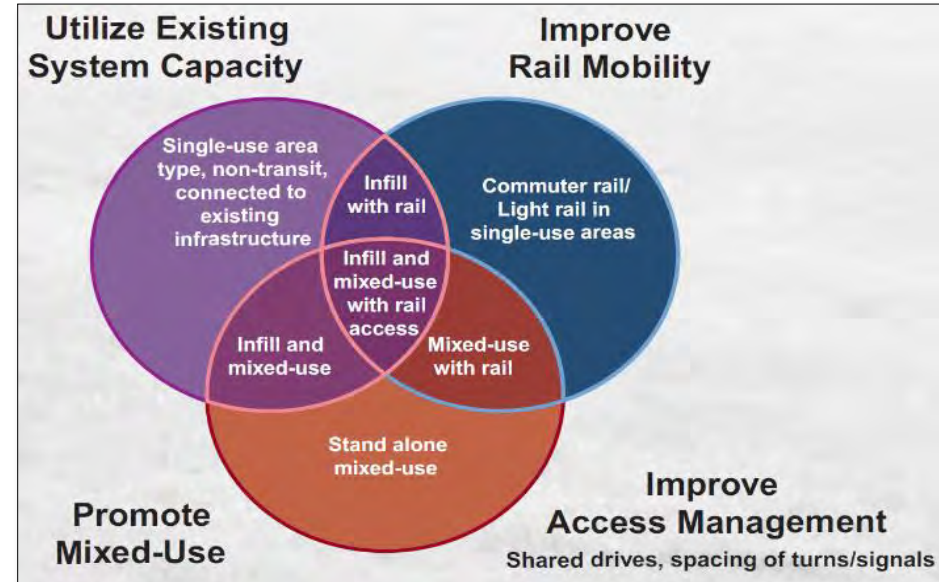 Utilize Existing
System Capacity
Improve
Rail Mobility
Single-use area
type, non-transit,
connected to
existing
infrastructure
Infill
with rail
Commuter rail/
Light rail in
single-use areas
Infill and
mixed-use
with rail
access
Infill and
mixed-use
Mixed-use
with rail
Stand alone
mixed-use
Promote
Mixed-Use
Improve
Access Management
Shared drives, spacing of turns/signals